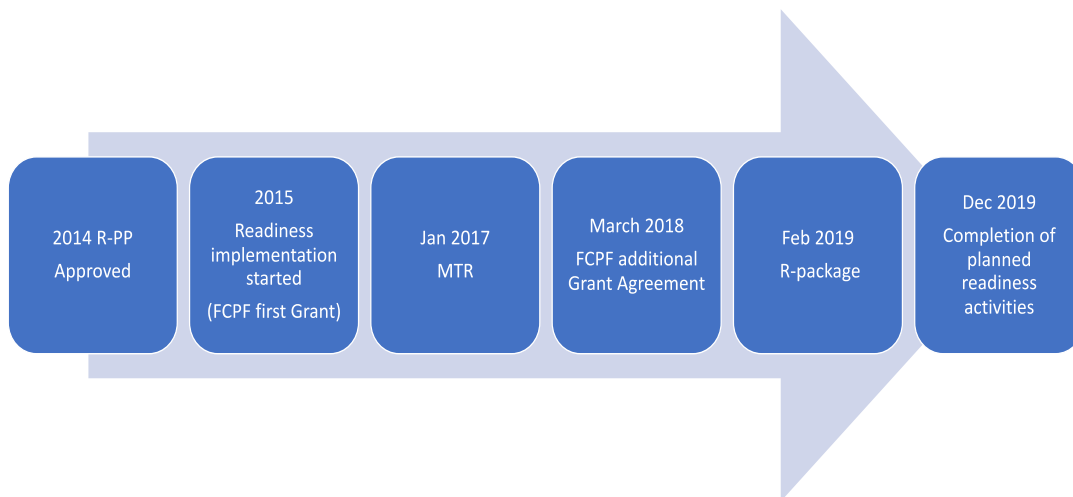 2014 R-PP
Approved
2015
Readiness
implementation
started
(FCPF first Grant)
Jan 2017
MTR
March 2018
FCPF additional
Grant Agreement
Feb 2019
R-package
Dec 2019
Completion of
planned
readiness
activities